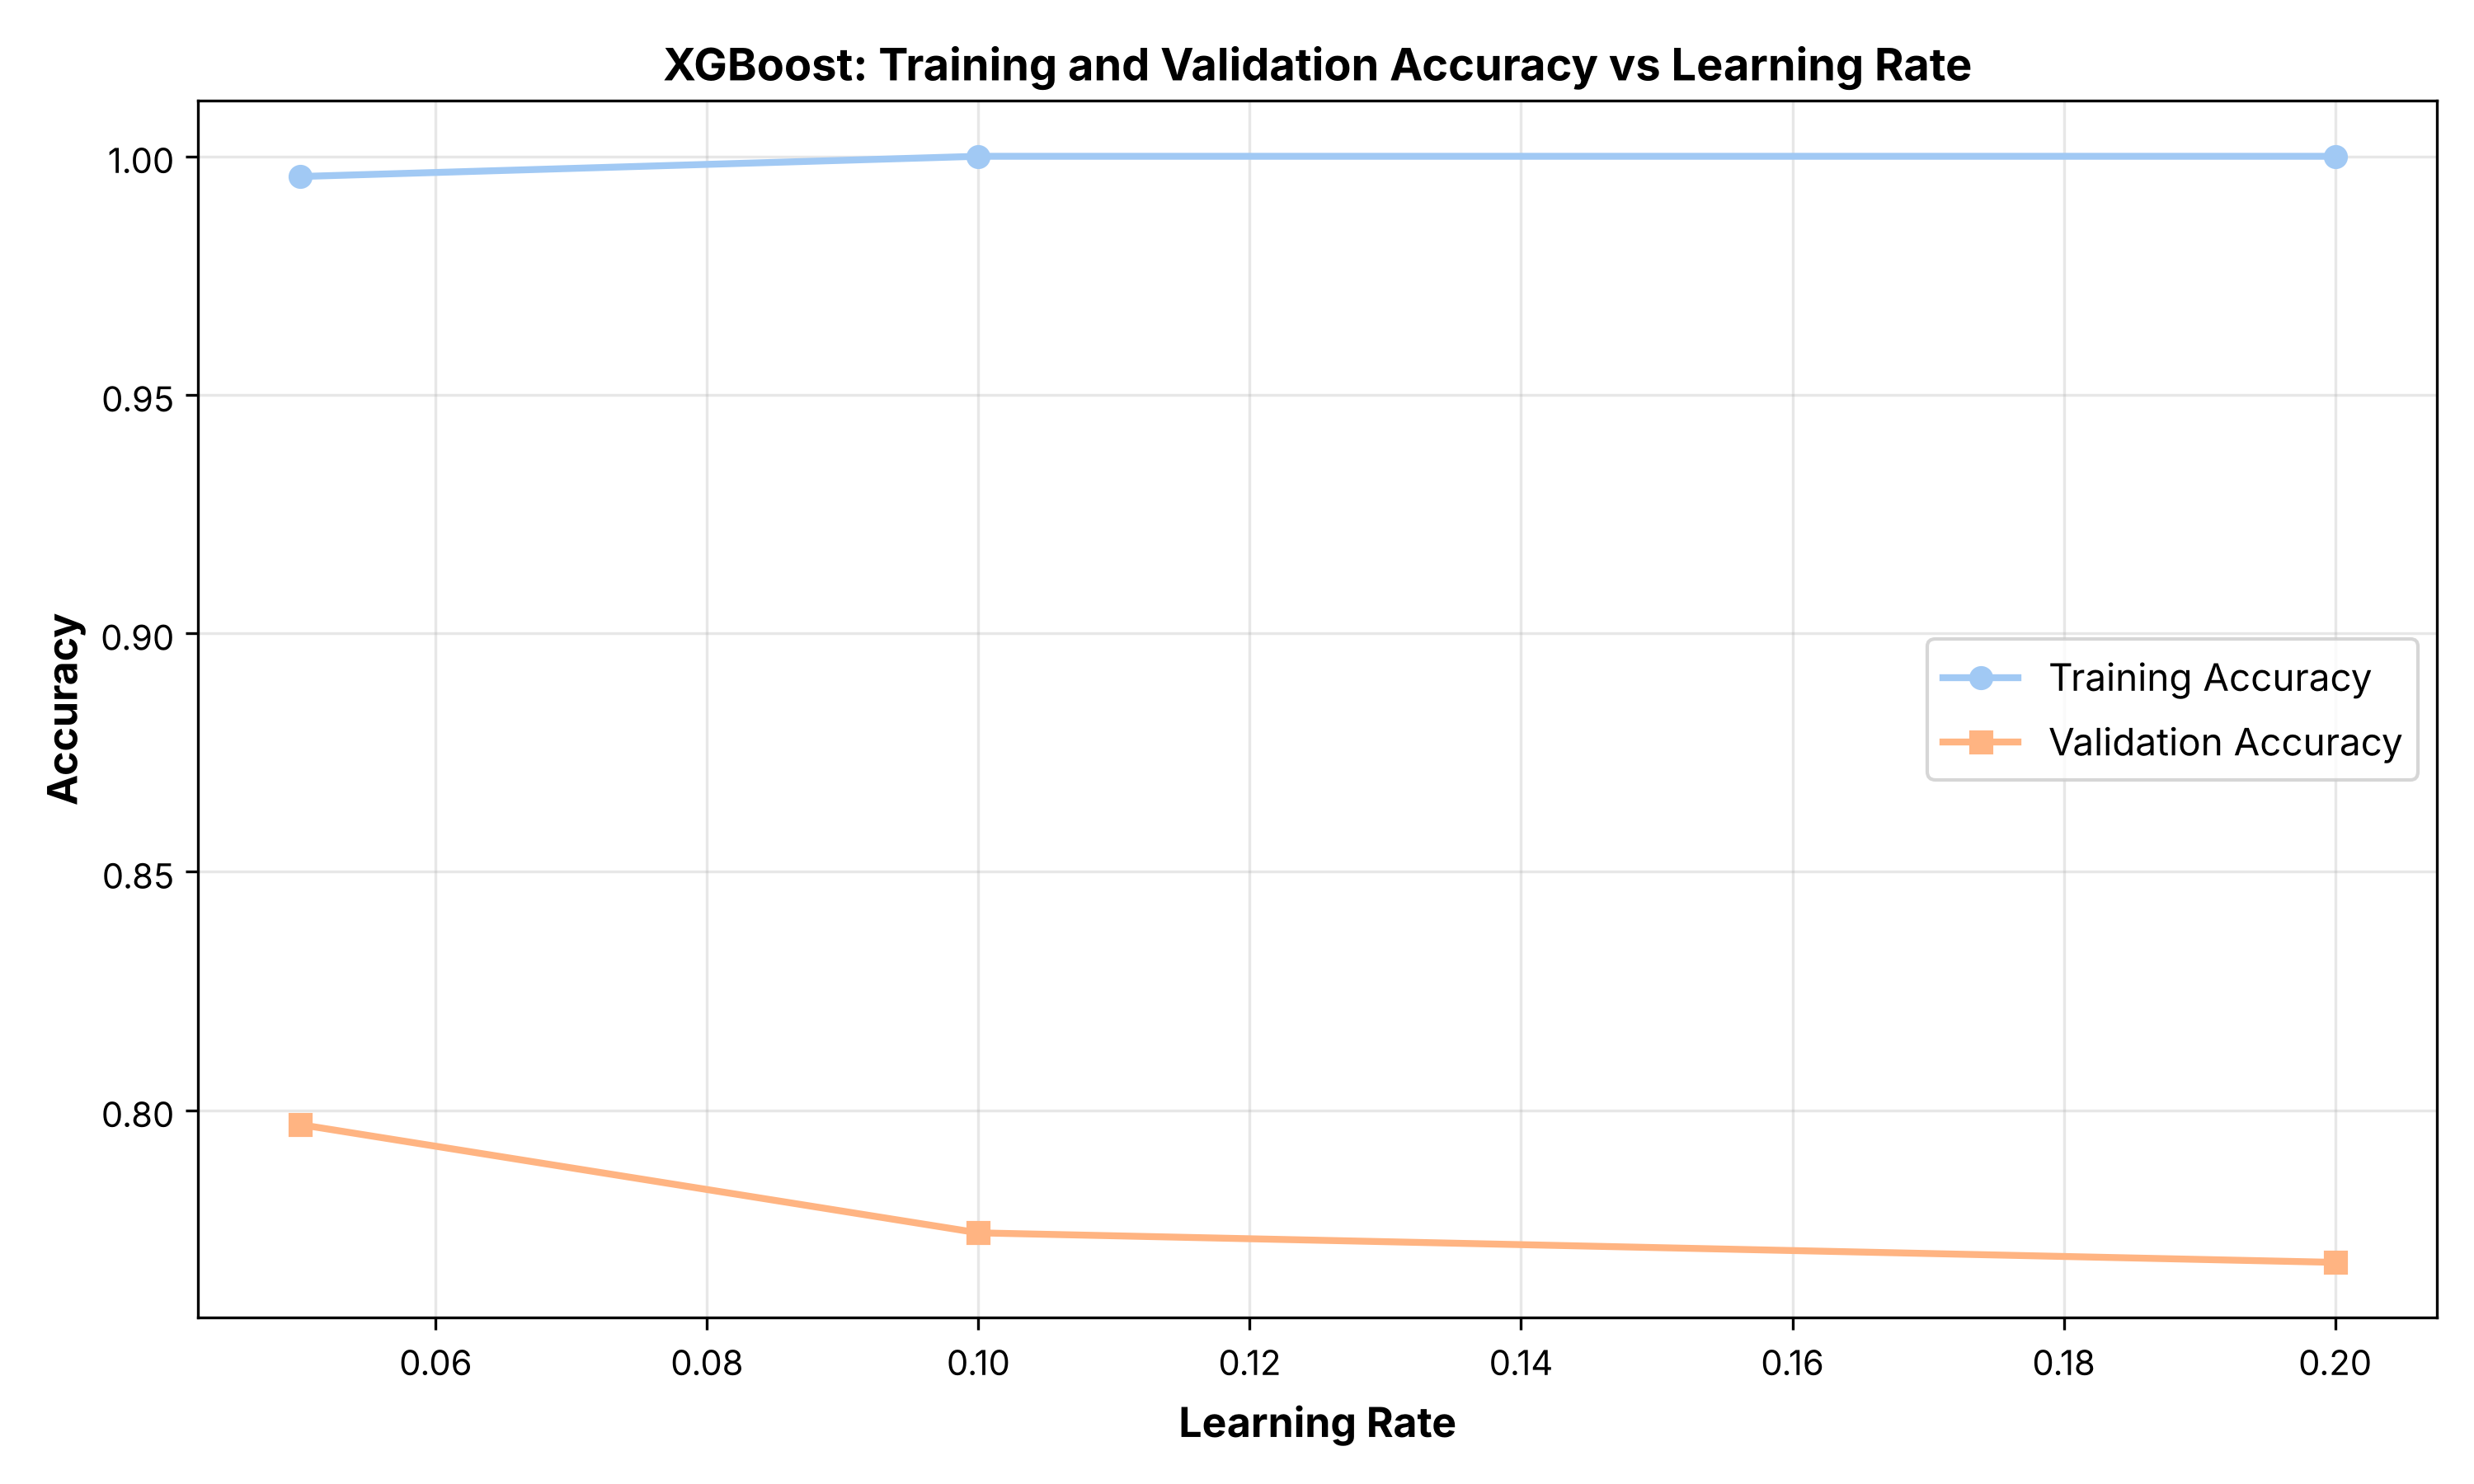 XGBoost: Training and Validation Accuracy vs Learning Rate
1.00
0.95
0.90
0.85
0.80
Accuracy
Training Accuracy
Validation Accuracy
0.06 0.08 0.10 0.12 0.14 0.16 0.18 0.20
Learning Rate